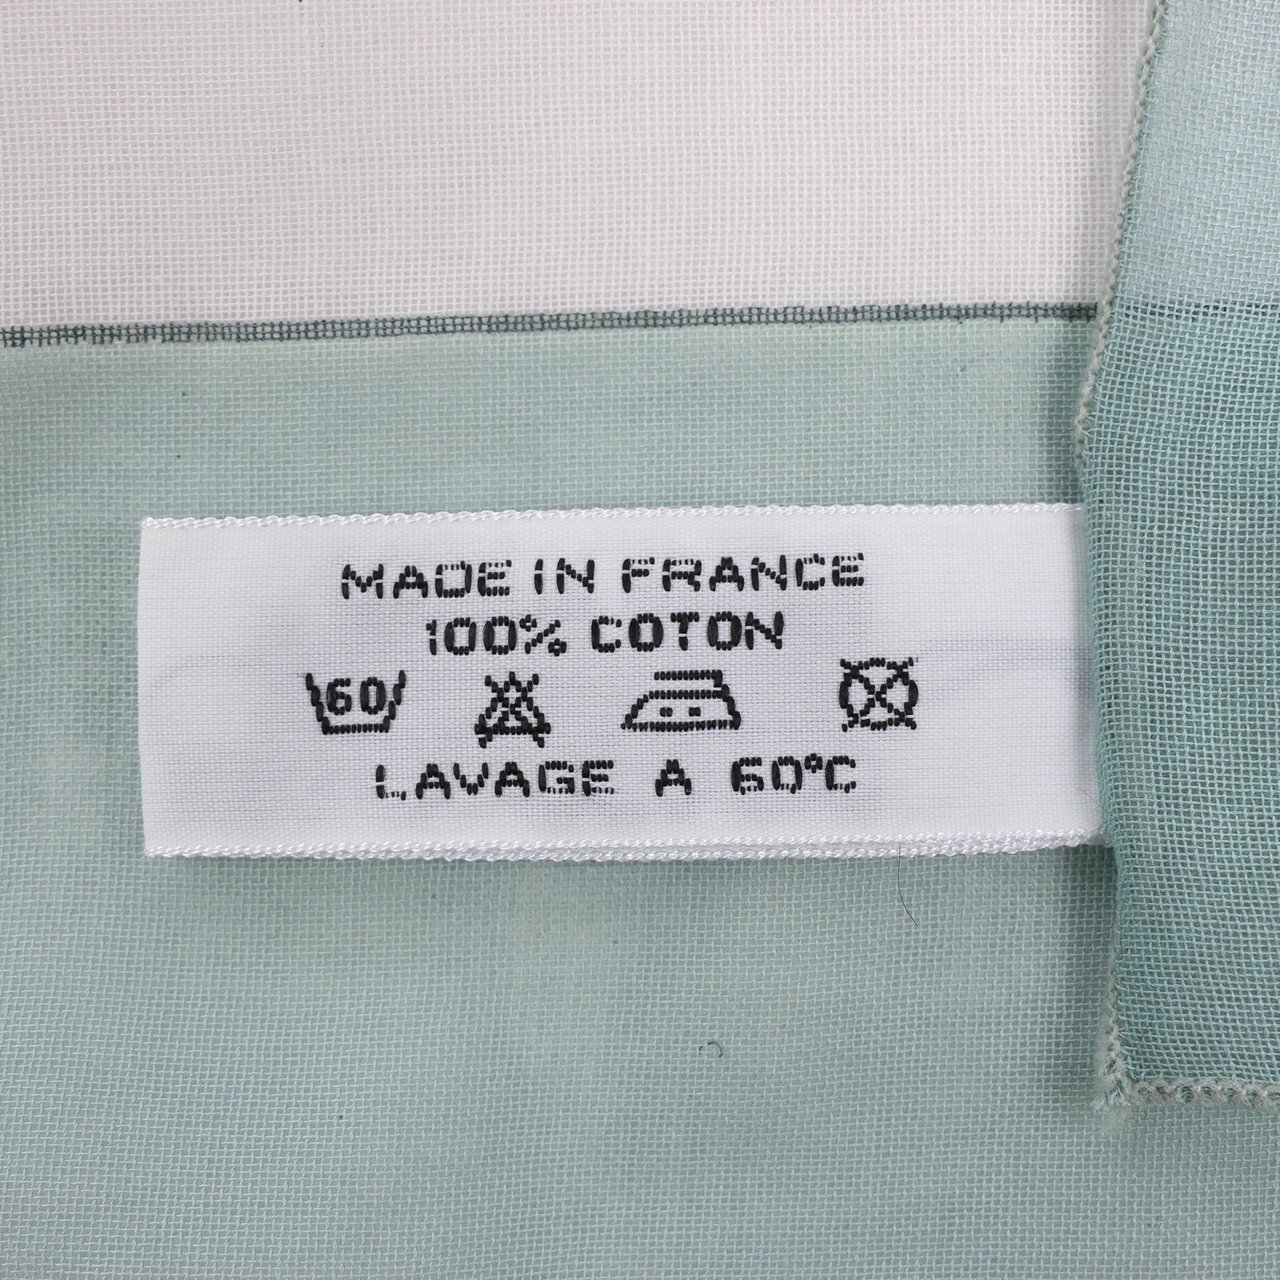 MADE IN FRANCE
100% COTON
60
LAVAGE A 60°C